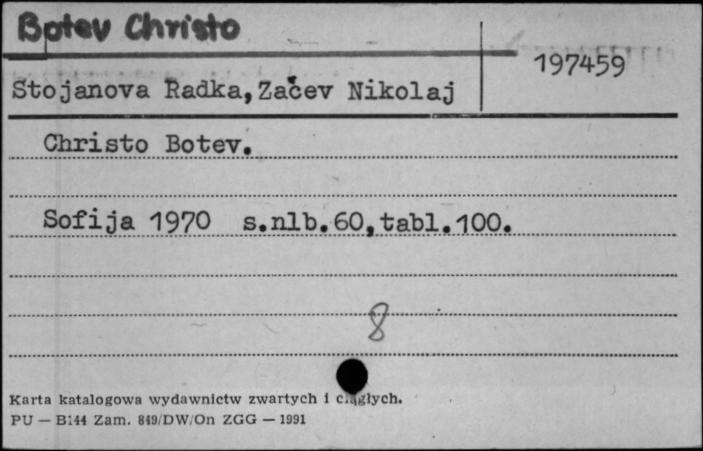 Botev Christo
197459
Stojanova Radka, Začev Nikolaj
Christo Botev.
Sofija 1970 s.nlb.60,tabl.100.
8
Karta katalogowa wydawnictw zwartych i ciągłych.
PU — B144 Zam. 849/DW/On ZGG — 1991